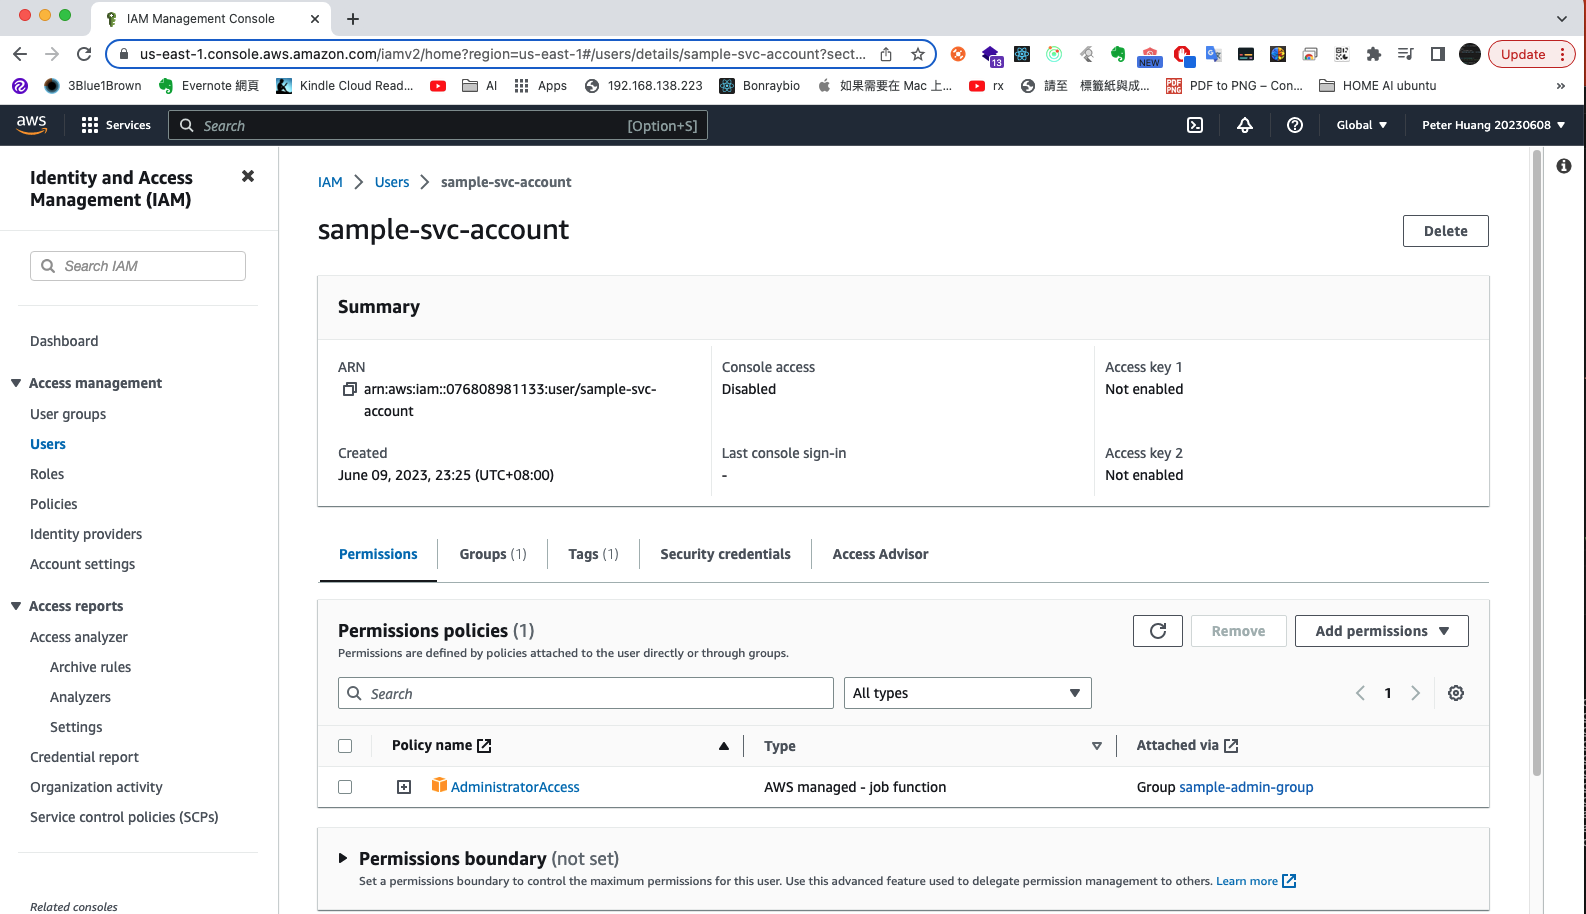 IAM Management Console
us-east-1.console.aws.amazon.com/iamv2/home?region=us-east-1#/users/details/sample-svc-account?sect...
13
NEW
Update
3Blue1Brown
Evernote 網頁
Kindle Cloud Read...
AI
Apps
192.168.138.223
Bonraybio
如果需要在 Mac 上...
rx
請至 標籤紙與成...
PDF to PNG – Con...
HOME AI ubuntu
»
aws
Services
Search
[Option+S]
Global
Peter Huang 20230608
Identity and Access
Management (IAM)
Search IAM
Dashboard
Access management
User groups
Users
Roles
Policies
Identity providers
Account settings
Access reports
Access analyzer
Archive rules
Analyzers
Settings
Credential report
Organization activity
Service control policies (SCPs)
Related consoles
IAM > Users > sample-svc-account
sample-svc-account
Delete
Summary
ARN
arn:aws:iam::076808981133:user/sample-svc-
account
Created
June 09, 2023, 23:25 (UTC+08:00)
Console access
Disabled
Last console sign-in
-
Access key 1
Not enabled
Access key 2
Not enabled
Permissions
Groups (1)
Tags (1)
Security credentials
Access Advisor
Permissions policies (1)
Permissions are defined by policies attached to the user directly or through groups.
Remove
Add permissions
Search
All types
1
Policy name
Type
Attached via
AdministratorAccess
AWS managed - job function
Group sample-admin-group
Permissions boundary (not set)
Set a permissions boundary to control the maximum permissions for this user. Use this advanced feature used to delegate permission management to others. Learn more